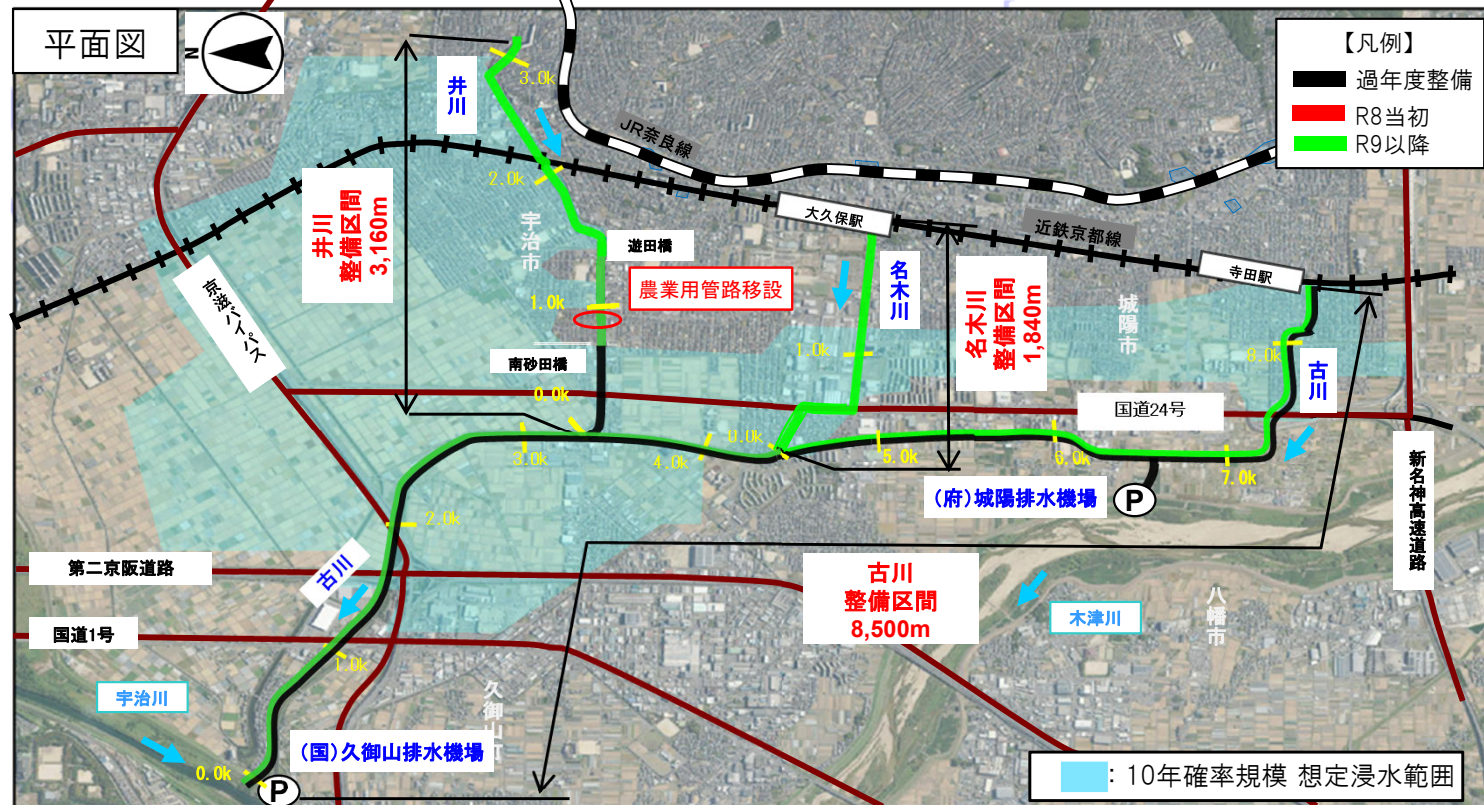 平面図
N
【凡例】
過年度整備
R8当初
R9以降
井川
3.0k
JR奈良線
2.0k
井川
整備区間
3,160m
宇治市
大久保駅
近鉄京都線
遊田橋
名木川
寺田駅
京滋バイパス
1.0k
農業用管路移設
名木川
整備区間
1,840m
城陽市
南砂田橋
1.0k
8.0k
古川
0.0k
国道24号
3.0k
4.0k
0.0k
5.0k
6.0k
7.0k
新名神高速道路
(府)城陽排水機場
P
2.0k
第二京阪道路
古川
古川
整備区間
8,500m
木津川
八幡市
国道1号
1.0k
宇治川
久御山町
(国)久御山排水機場
0.0k
P
:10年確率規模 想定浸水範囲